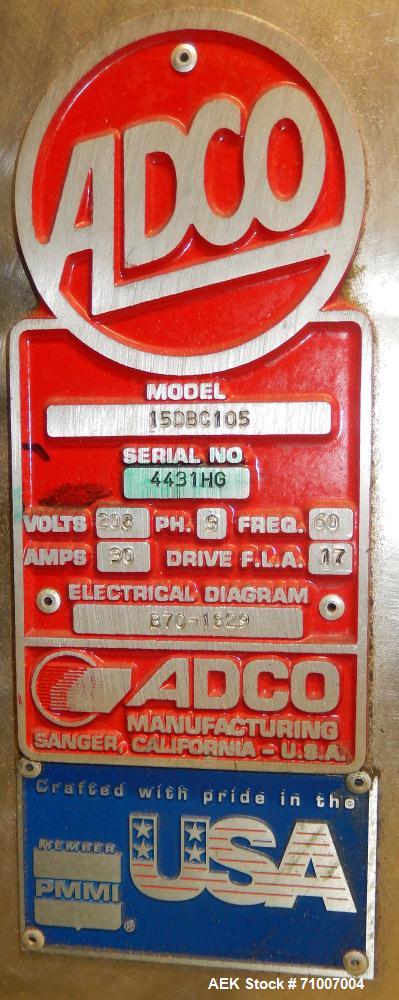 ADCO
MODEL
15DBC105
SERIAL NO.
4431HG
VOLTS 208 PH. 3 FREQ. 60
AMPS 30 DRIVE F.L.A. 17
ELECTRICAL DIAGRAM
B70-1829
ADCO
MANUFACTURING
SANGER, CALIFORNIA - U.S.A.
Crafted with pride in the
USA
MEMBER
PMMI
®
AEK Stock # 71007004